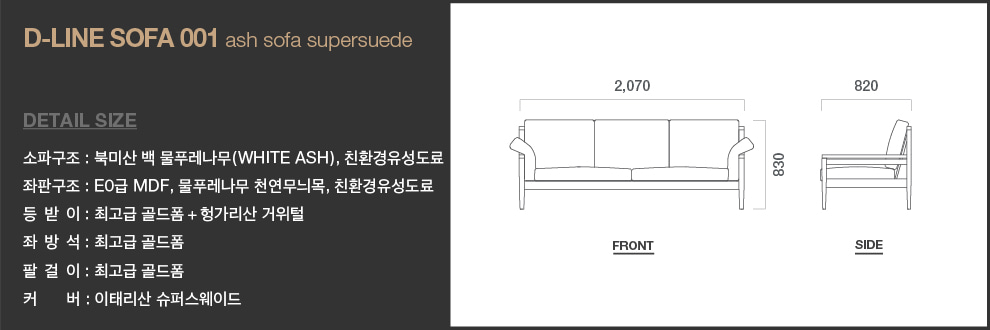 D-LINE SOFA 001 ash sofa supersuede
DETAIL SIZE
소파구조 : 북미산 백 물푸레나무(WHITE ASH), 친환경유성도료
좌판구조 : E0급 MDF, 물푸레나무 천연무늬목, 친환경유성도료
등 받 이 : 최고급 골드폼 + 헝가리산 거위털
좌 방 석 : 최고급 골드폼
팔 걸 이 : 최고급 골드폼
커 버 : 이태리산 슈퍼스웨이드
2,070
830
FRONT
820
SIDE